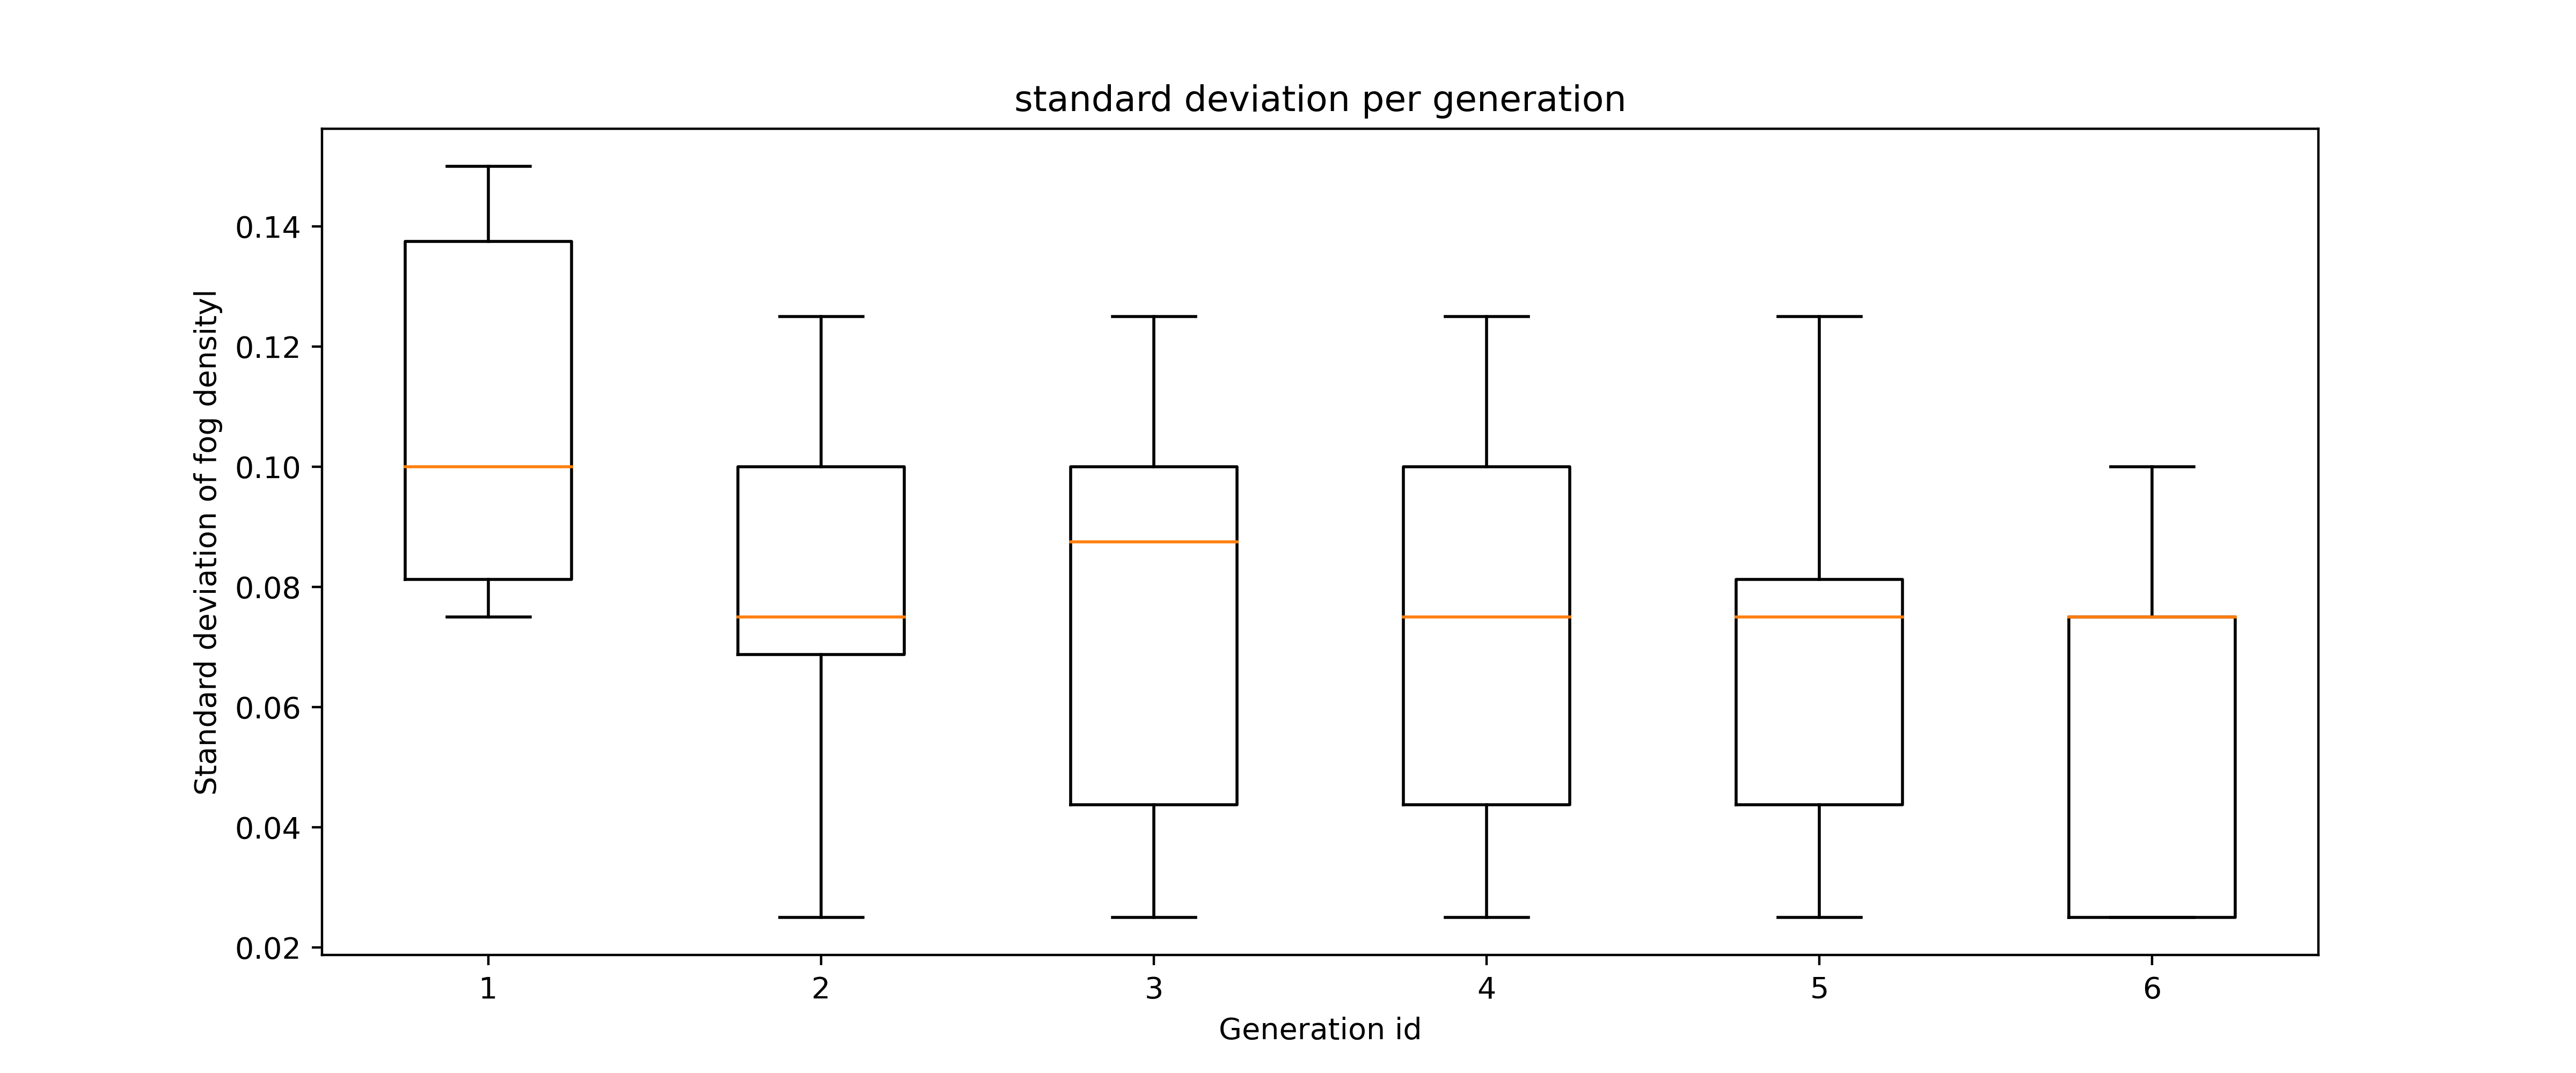 standard deviation per generation
Standard deviation of fog densityl
0.14
0.12
0.10
0.08
0.06
0.04
0.02
1 2 3 4 5 6
Generation id